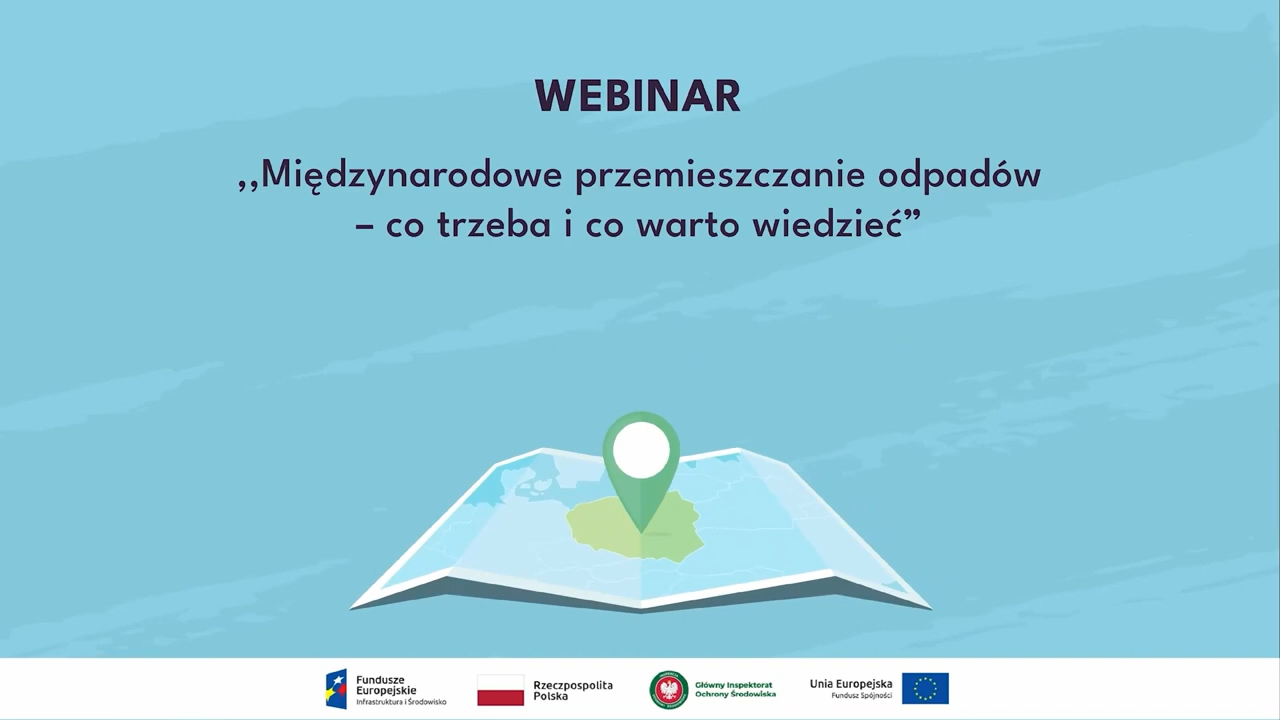 WEBINAR
,,Międzynarodowe przemieszczanie odpadów
– co trzeba i co warto wiedzieć”
Fundusze
Europejskie
Infrastruktura i Środowisko
Rzeczpospolita
Polska
Główny Inspektorat
Ochrony Środowiska
Unia Europejska
Fundusz Spójności